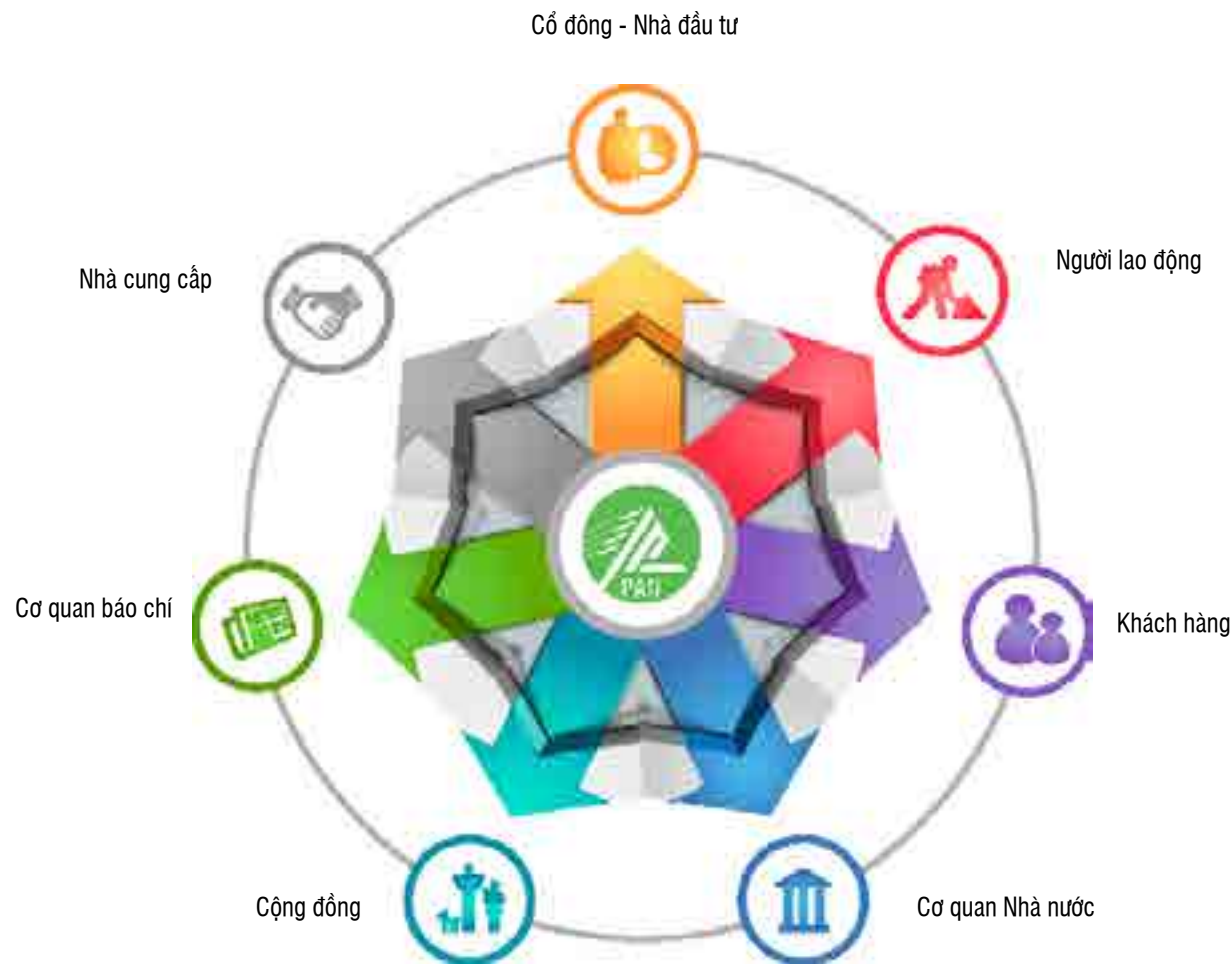 Cổ đông - Nhà đầu tư
Người lao động
Nhà cung cấp
PAN
Cơ quan báo chí
Khách hàng
Cộng đồng
Cơ quan Nhà nước